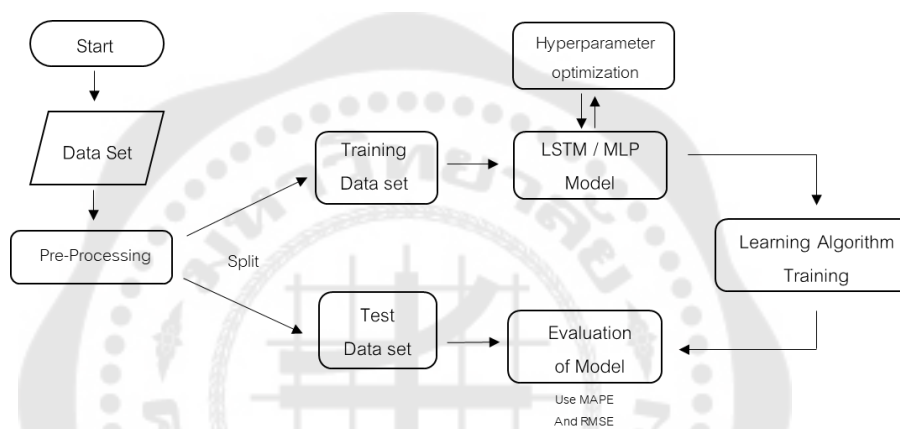 Start
Data Set
Pre-Processing
Split
Training
Data set
Test
Data set
Hyperparameter
optimization
LSTM / MLP
Model
Learning Algorithm
Training
Evaluation
of Model
Use MAPE
And RMSE